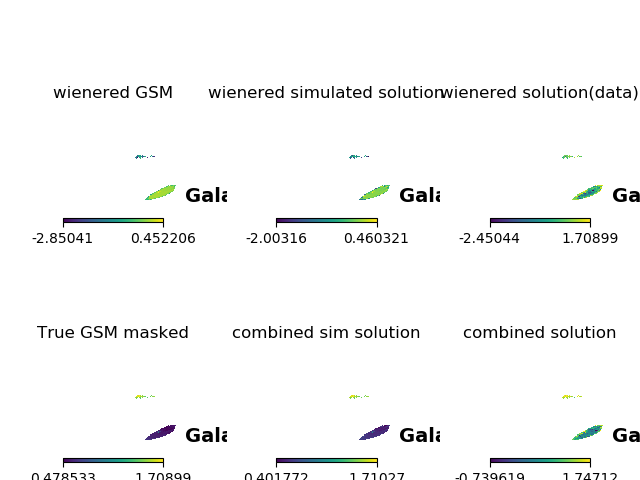 wienered GSM
wienered simulated solution
wienered solution(data)
Gala
Gala
Ga
-2.85041 0.452206
-2.00316 0.460321
-2.45044 1.70899
True GSM masked
combined sim solution
combined solution
Gala
Gala
Ga
0.478533 1.70899
0.401772 1.71027
-0.739619 1.74712